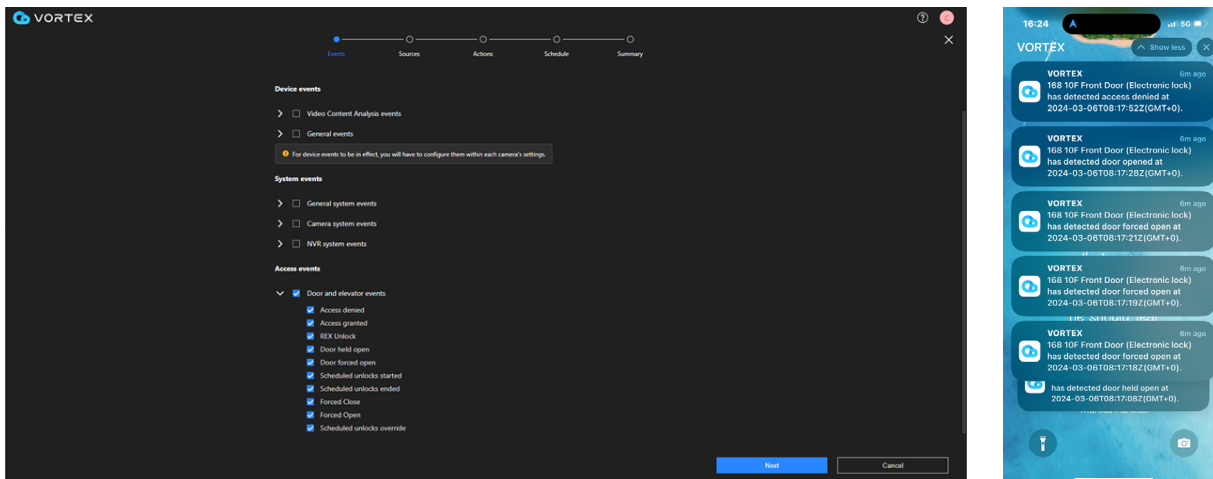 VORTEX
C
Events
Sources
Actions
Schedule
Summary
Device events
Video Content Analysis events
General events
For device events to be in effect, you will have to configure them within each camera's settings.
System events
General system events
Camera system events
NVR system events
Access events
Door and elevator events
Access denied
Access granted
REX Unlock
Door held open
Door forced open
Scheduled unlocks started
Scheduled unlocks ended
Forced Close
Forced Open
Scheduled unlocks override
Next
Cancel
16:24
5G
VORTEX
Show less
VORTEX 6m ago
168 10F Front Door (Electronic lock)
has detected access denied at
2024-03-06T08:17:52Z(GMT+0).
VORTEX 6m ago
168 10F Front Door (Electronic lock)
has detected door opened at
2024-03-06T08:17:28Z(GMT+0).
VORTEX 6m ago
168 10F Front Door (Electronic lock)
has detected door forced open at
2024-03-06T08:17:21Z(GMT+0).
VORTEX 6m ago
168 10F Front Door (Electronic lock)
has detected door forced open at
2024-03-06T08:17:19Z(GMT+0).
VORTEX 6m ago
168 10F Front Door (Electronic lock)
has detected door forced open at
2024-03-06T08:17:18Z(GMT+0).
has detected door held open at
2024-03-06T08:17:08Z(GMT+0).